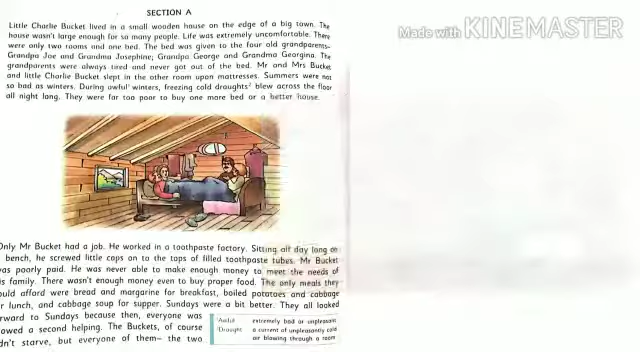 SECTION A
Little Charlie Bucket lived in a small wooden house on the edge of a big town. The
house wasn't large enough for so many people. Life was extremely uncomfortable. There
were only two rooms and one bed. The bed was given to the four old grandparents-
Grandpa Joe and Grandma Josephine; Grandpa George and Grandma Georgina. The
grandparents were always tired and never got out of the bed. Mr and Mrs Bucket
and little Charlie Bucket slept in the other room upon mattresses. Summers were not
so bad as winters. During awful¹ winters, freezing cold draughts² blew across the floor
all night long. They were far too poor to buy one more bed or a better house.
Made with KINEMASTER
Only Mr Bucket had a job. He worked in a toothpaste factory. Sitting all day long on
bench, he screwed little caps on to the tops of filled toothpaste tubes. Mr Bucket
was poorly paid. He was never able to make enough money to meet the needs of
is family. There wasn't enough money even to buy proper food. The only meals they
ould afford were bread and margarine for breakfast, boiled potatoes and cabbage
r lunch, and cabbage soup for supper. Sundays were a bit better. They all looked
rward to Sundays because then, everyone was
owed a second helping. The Buckets, of course
dn't starve, but everyone of them– the two
¹Awful extremely bad or unpleasant
²Draught a current of unpleasantly cold
air blowing through a room